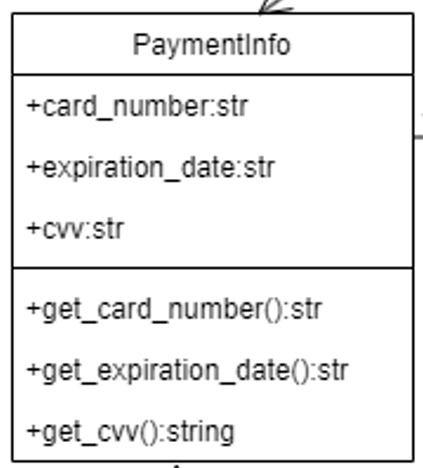 PaymentInfo
+card_number:str
+expiration_date:str
+cvv:str
+get_card_number():str
+get_expiration_date():str
+get_cvv():string